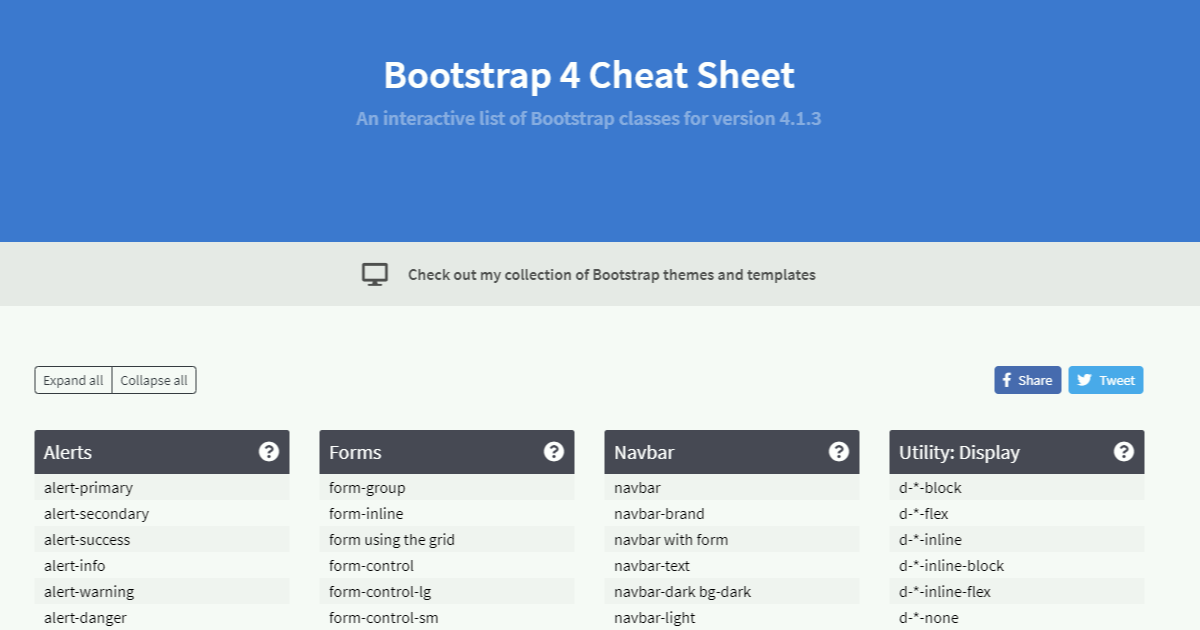 Bootstrap 4 Cheat Sheet
An interactive list of Bootstrap classes for version 4.1.3
Check out my collection of Bootstrap themes and templates
Expand all
Collapse all
Share
Tweet
Alerts
alert-primary
alert-secondary
alert-success
alert-info
alert-warning
alert-danger
Forms
form-group
form-inline
form using the grid
form-control
form-control-lg
form-control-sm
Navbar
navbar
navbar-brand
navbar with form
navbar-text
navbar-dark bg-dark
navbar-light
Utility: Display
d-*-block
d-*-flex
d-*-inline
d-*-inline-block
d-*-inline-flex
d-*-none